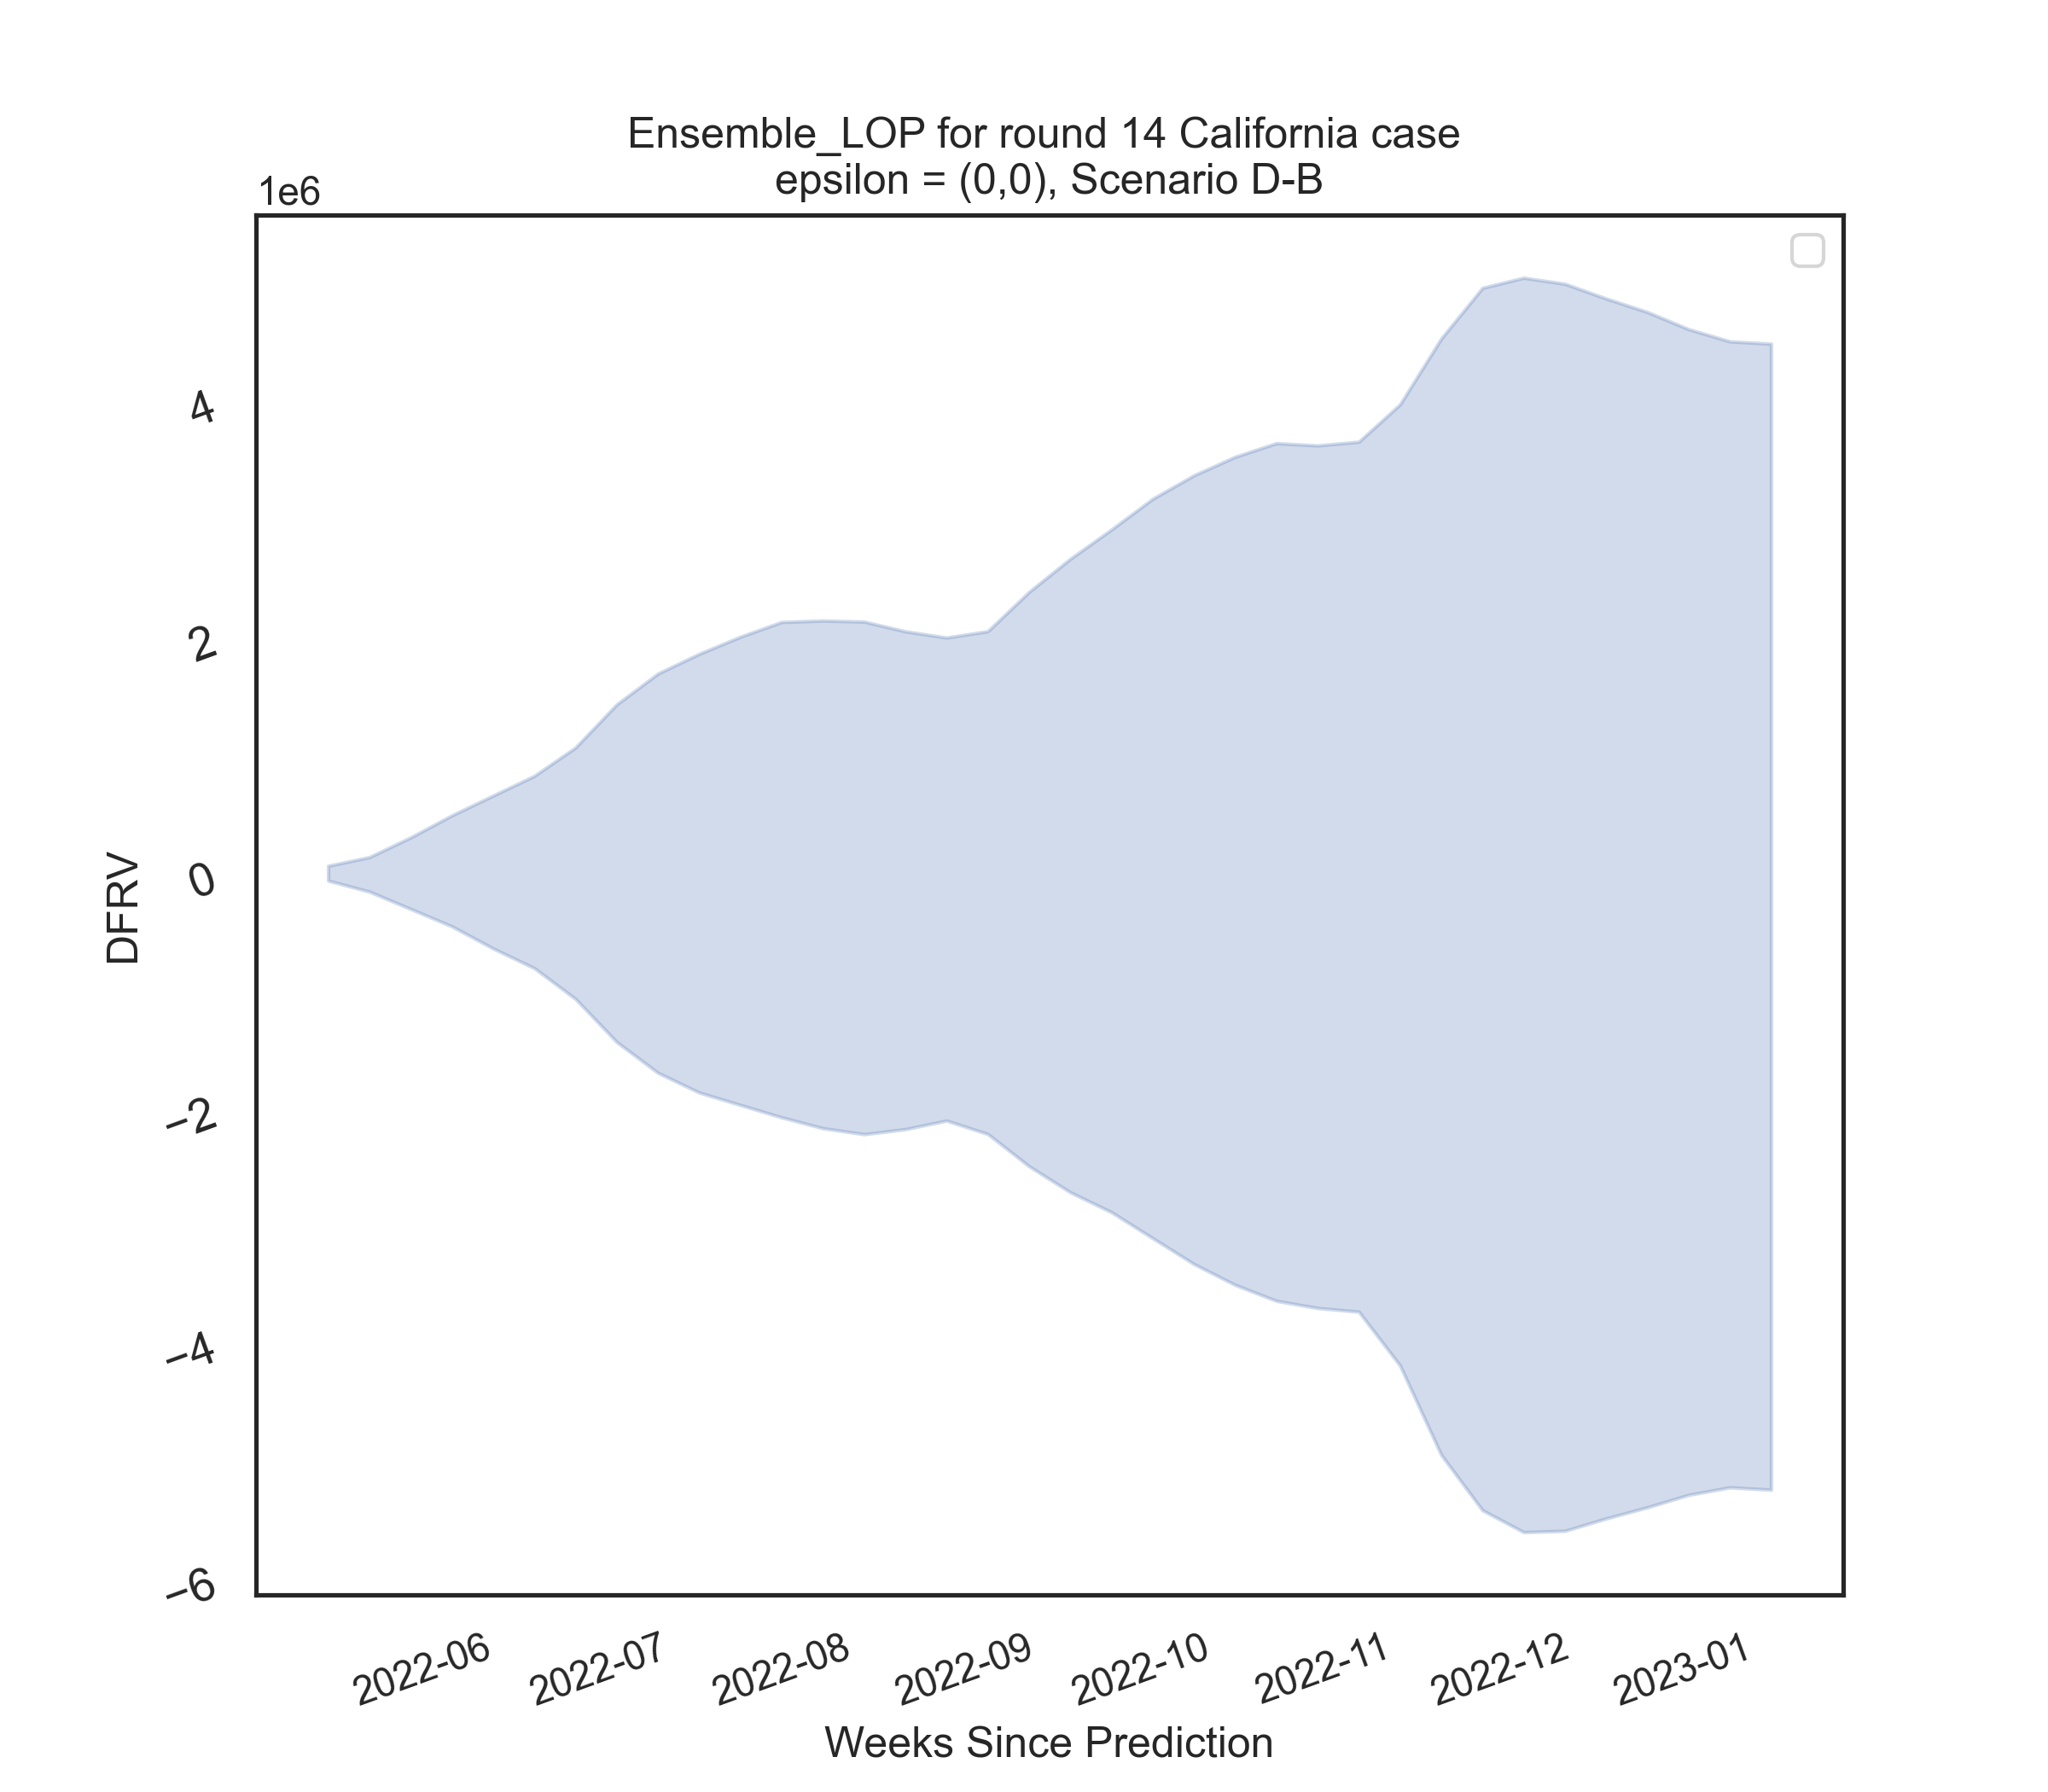 Ensemble_LOP for round 14 California case
epsilon = (0,0), Scenario D-B
1e6
4
2
0
−2
−4
−6
DFRV
2022-06
2022-07
2022-08
2022-09
2022-10
2022-11
2022-12
2023-01
Weeks Since Prediction